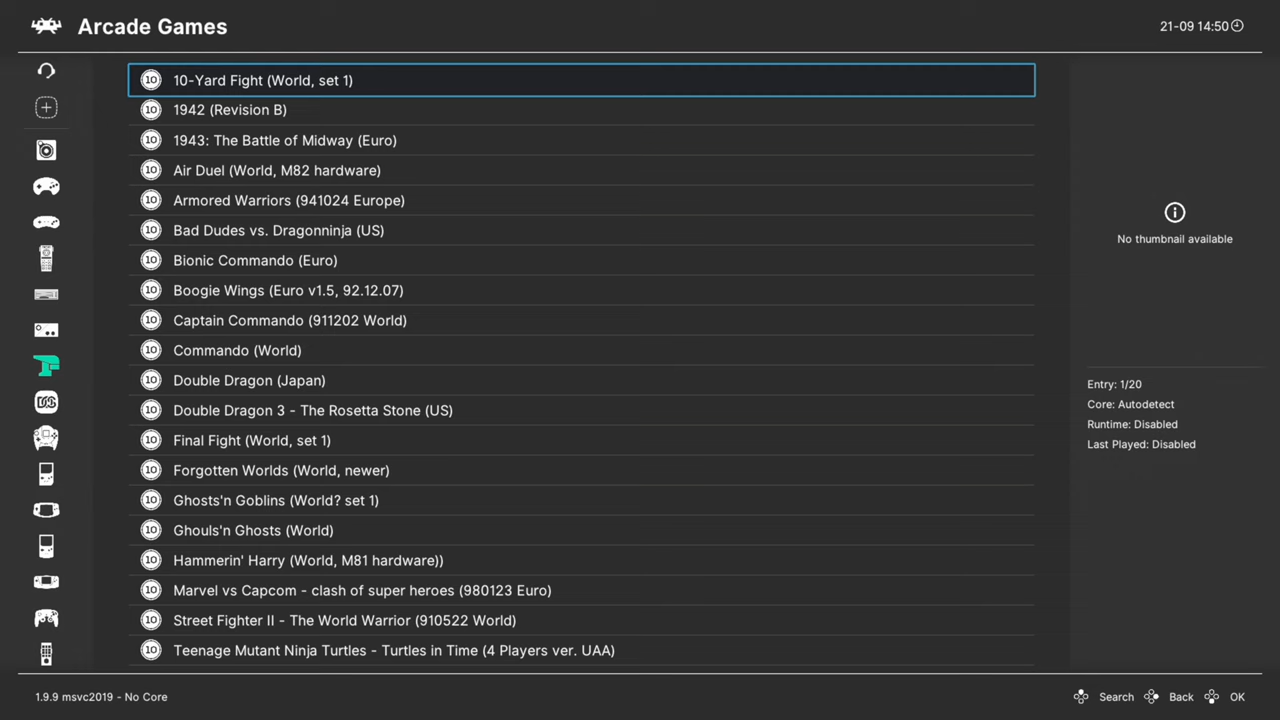 Arcade Games
21-09 14:50
10-Yard Fight (World, set 1)
1942 (Revision B)
1943: The Battle of Midway (Euro)
Air Duel (World, M82 hardware)
Armored Warriors (941024 Europe)
Bad Dudes vs. Dragonninja (US)
Bionic Commando (Euro)
Boogie Wings (Euro v1.5, 92.12.07)
Captain Commando (911202 World)
Commando (World)
Double Dragon (Japan)
Double Dragon 3 - The Rosetta Stone (US)
Final Fight (World, set 1)
Forgotten Worlds (World, newer)
Ghosts'n Goblins (World? set 1)
Ghouls'n Ghosts (World)
Hammerin' Harry (World, M81 hardware))
Marvel vs Capcom - clash of super heroes (980123 Euro)
Street Fighter II - The World Warrior (910522 World)
Teenage Mutant Ninja Turtles - Turtles in Time (4 Players ver. UAA)
No thumbnail available
Entry: 1/20
Core: Autodetect
Runtime: Disabled
Last Played: Disabled
1.9.9 msvc2019 - No Core
Search Back OK